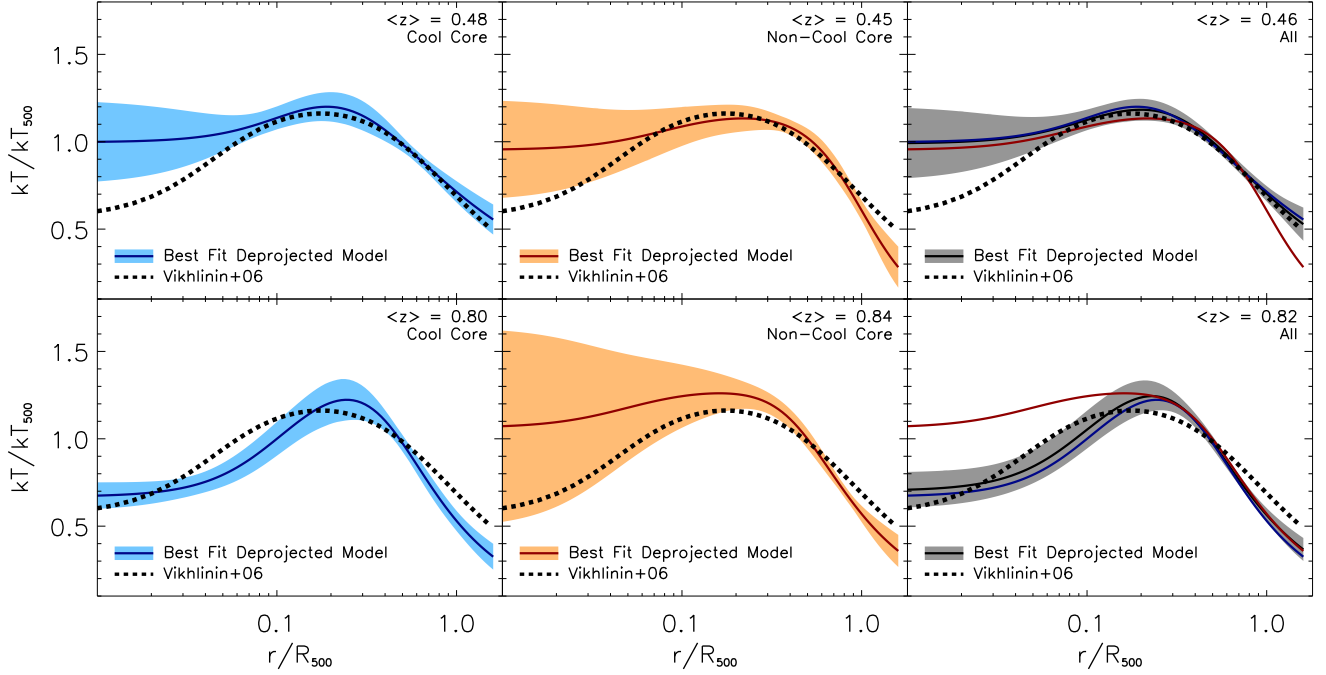 <z> = 0.48
Cool Core
<z> = 0.45
Non-Cool Core
<z> = 0.46
All
1.5
1.0
0.5
kT/kT500
Best Fit Deprojected Model
Vikhlinin+06
Best Fit Deprojected Model
Vikhlinin+06
Best Fit Deprojected Model
Vikhlinin+06
<z> = 0.80
Cool Core
<z> = 0.84
Non-Cool Core
<z> = 0.82
All
1.5
1.0
0.5
kT/kT500
Best Fit Deprojected Model
Vikhlinin+06
Best Fit Deprojected Model
Vikhlinin+06
Best Fit Deprojected Model
Vikhlinin+06
0.1 1.0
0.1 1.0
0.1 1.0
r/R500
r/R500
r/R500